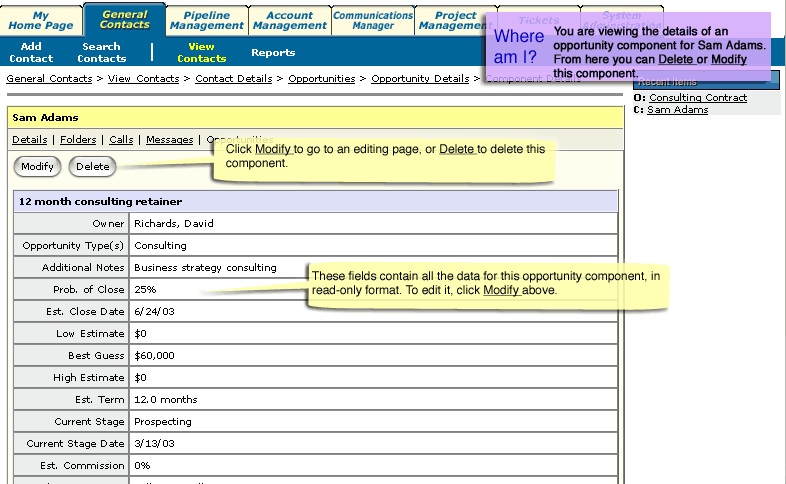 My Home Page
General Contacts
Pipeline Management
Account Management
Communications Manager
Project Management
Tickets
System Administration
Add Contact
Search Contacts
|
View Contacts
Reports
Where am I?
You are viewing the details of an
opportunity component for Sam Adams.
From here you can Delete or Modify
this component.
General Contacts > View Contacts > Contact Details > Opportunities > Opportunity Details > Component Details
Recent Items
O: Consulting Contract
C: Sam Adams
Sam Adams
Details | Folders | Calls | Messages | Opportunities
Modify
Delete
Click Modify to go to an editing page, or Delete to delete this
component.
12 month consulting retainer
Owner Richards, David
Opportunity Type(s) Consulting
Additional Notes Business strategy consulting
Prob. of Close 25%
These fields contain all the data for this opportunity component, in
read-only format. To edit it, click Modify above.
Est. Close Date 6/24/03
Low Estimate $0
Best Guess $60,000
High Estimate $0
Est. Term 12.0 months
Current Stage Prospecting
Current Stage Date 3/13/03
Est. Commission 0%